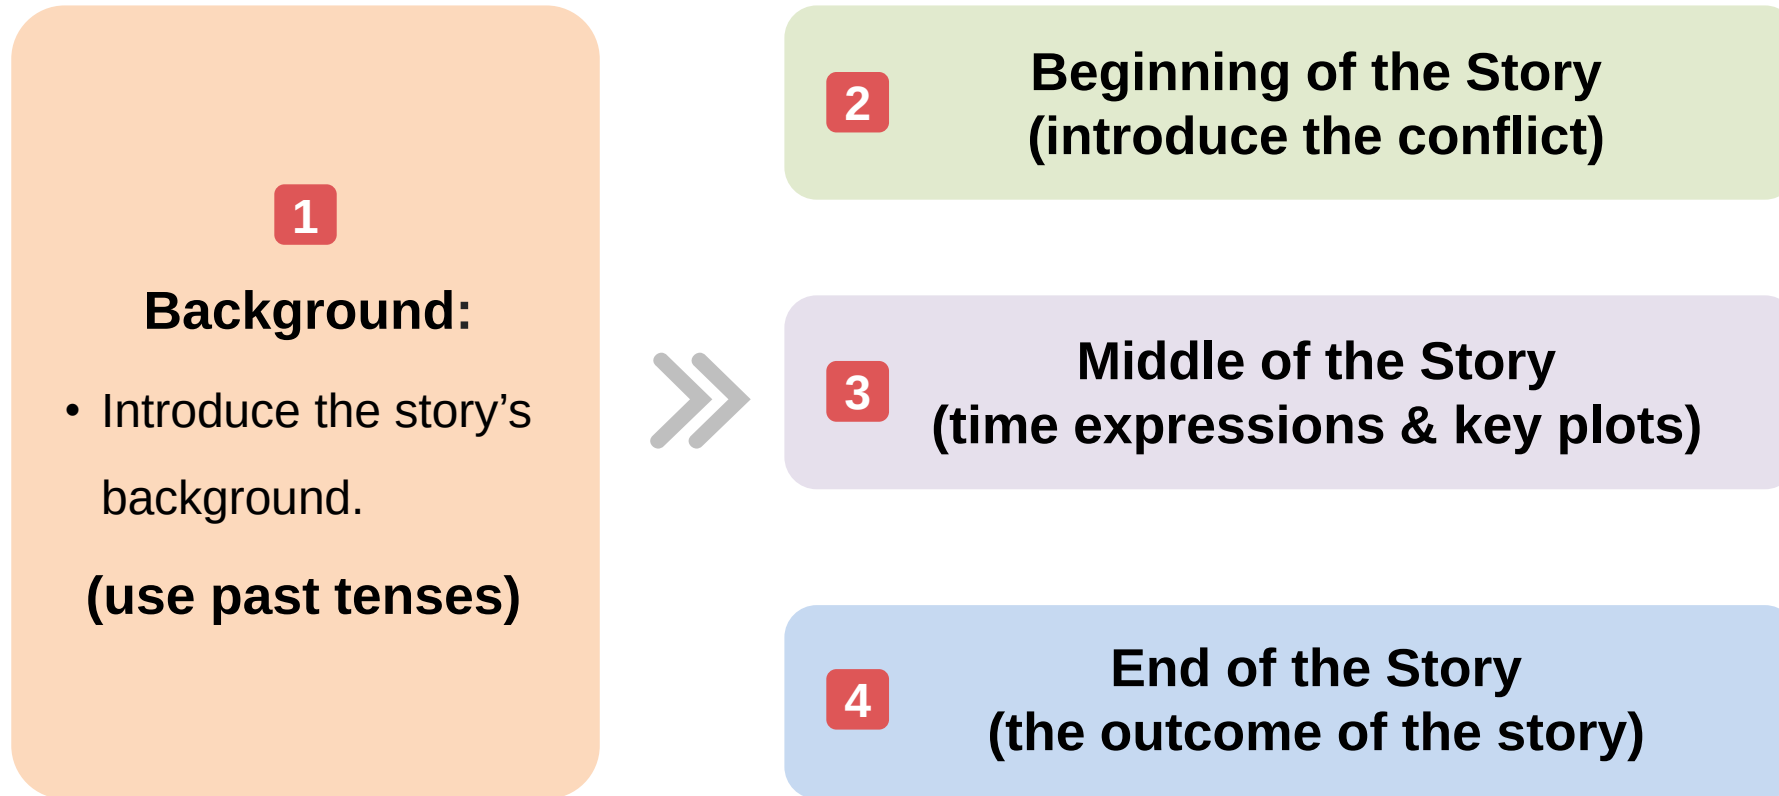 1
Background:
• Introduce the story’s
background.
(use past tenses)
2
Beginning of the Story
(introduce the conflict)
3
Middle of the Story
(time expressions & key plots)
4
End of the Story
(the outcome of the story)